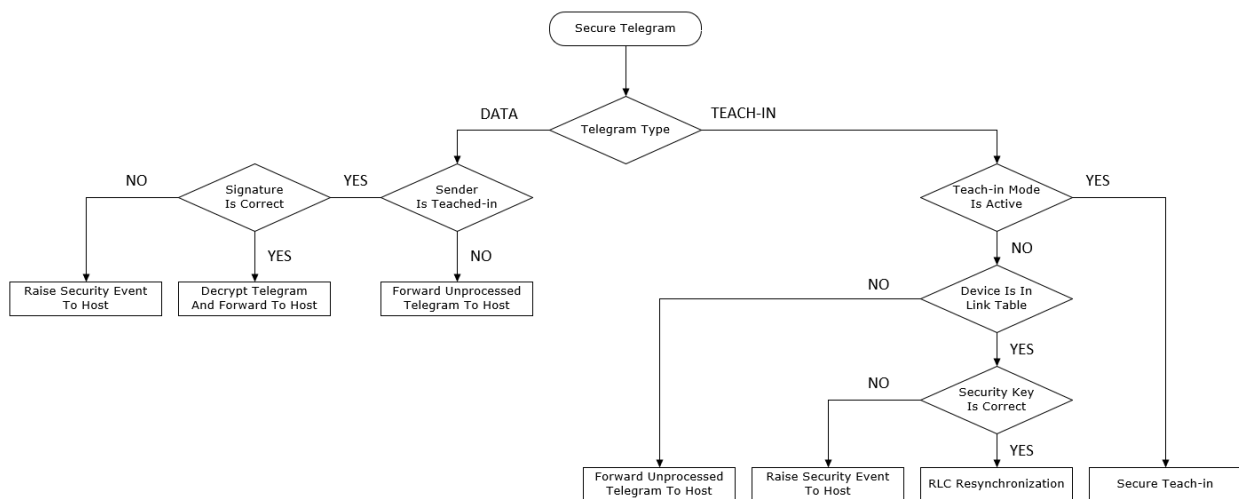 Secure Telegram
DATA
TEACH-IN
Telegram Type
NO
Signature
Is Correct
YES
Sender
Is Teached-in
Teach-in Mode
Is Active
YES
YES
NO
NO
Raise Security Event
To Host
Decrypt Telegram
And Forward To Host
Forward Unprocessed
Telegram To Host
NO
Device Is In
Link Table
YES
NO
Security Key
Is Correct
YES
Forward Unprocessed
Telegram To Host
Raise Security Event
To Host
RLC Resynchronization
Secure Teach-in